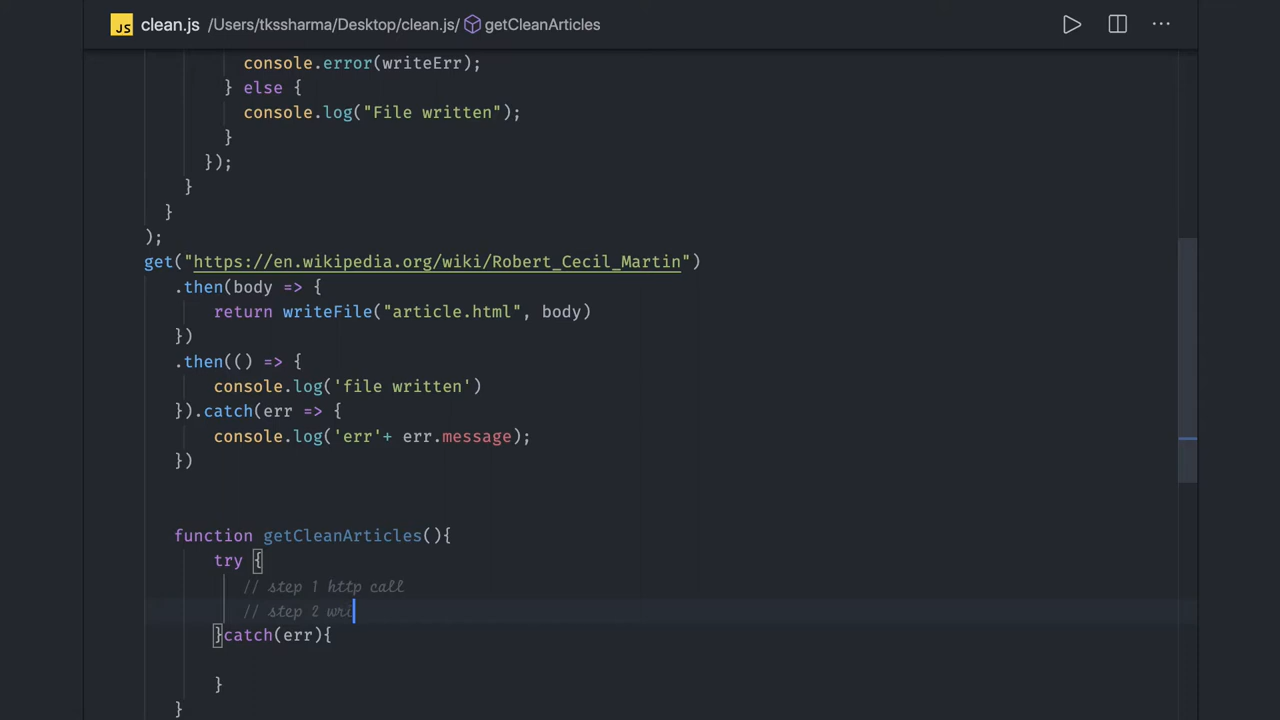 JS clean.js /Users/tkssharma/Desktop/clean.js/ getCleanArticles
console.error(writeErr);
} else {
console.log("File written");
}
});
}
}
);
get("https://en.wikipedia.org/wiki/Robert_Cecil_Martin")
.then(body => {
return writeFile("article.html", body)
})
.then(() => {
console.log('file written')
}).catch(err => {
console.log('err'+ err.message);
})
function getCleanArticles(){
try {
// step 1 http call
// step 2 wri
}catch(err){
}
}